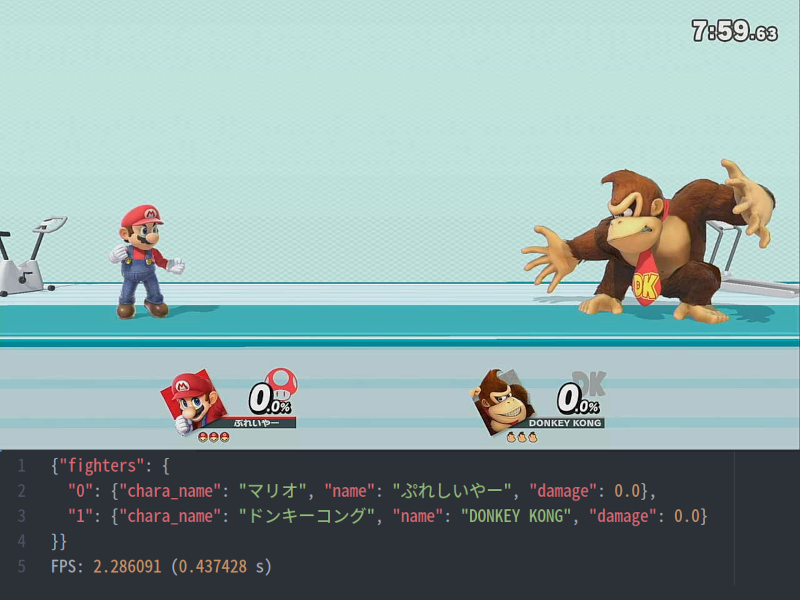 7:59.63
M
DK
DK
0.0%
ぷれいやー
0.0%
DONKEY KONG
1 {"fighters": {
2 "0": {"chara_name": "マリオ", "name": "ぷれしいやー", "damage": 0.0},
3 "1": {"chara_name": "ドンキーコング", "name": "DONKEY KONG", "damage": 0.0}
4 }}
5 FPS: 2.286091 (0.437428 s)